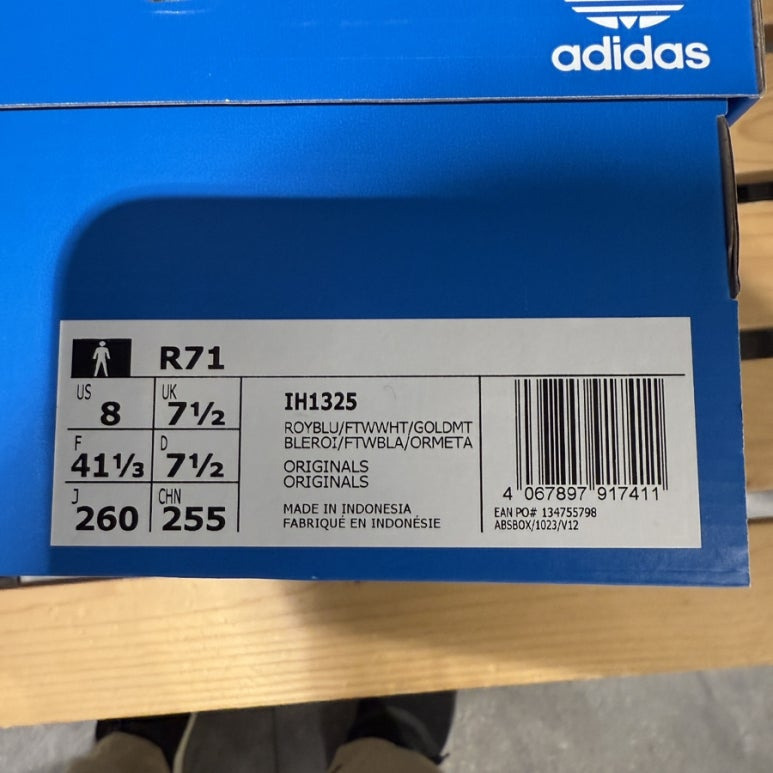 adidas
R71
US 8
UK 7½
F 41⅓
D 7½
J 260
CHN 255
IH1325
ROYBLU/FTWWHT/GOLDMT
BLEROI/FTWBLA/ORMETA
ORIGINALS
ORIGINALS
MADE IN INDONESIA
FABRIQUÉ EN INDONÉSIE
4 067897 917411
EAN PO# 134755798
ABSBOX/1023/V12